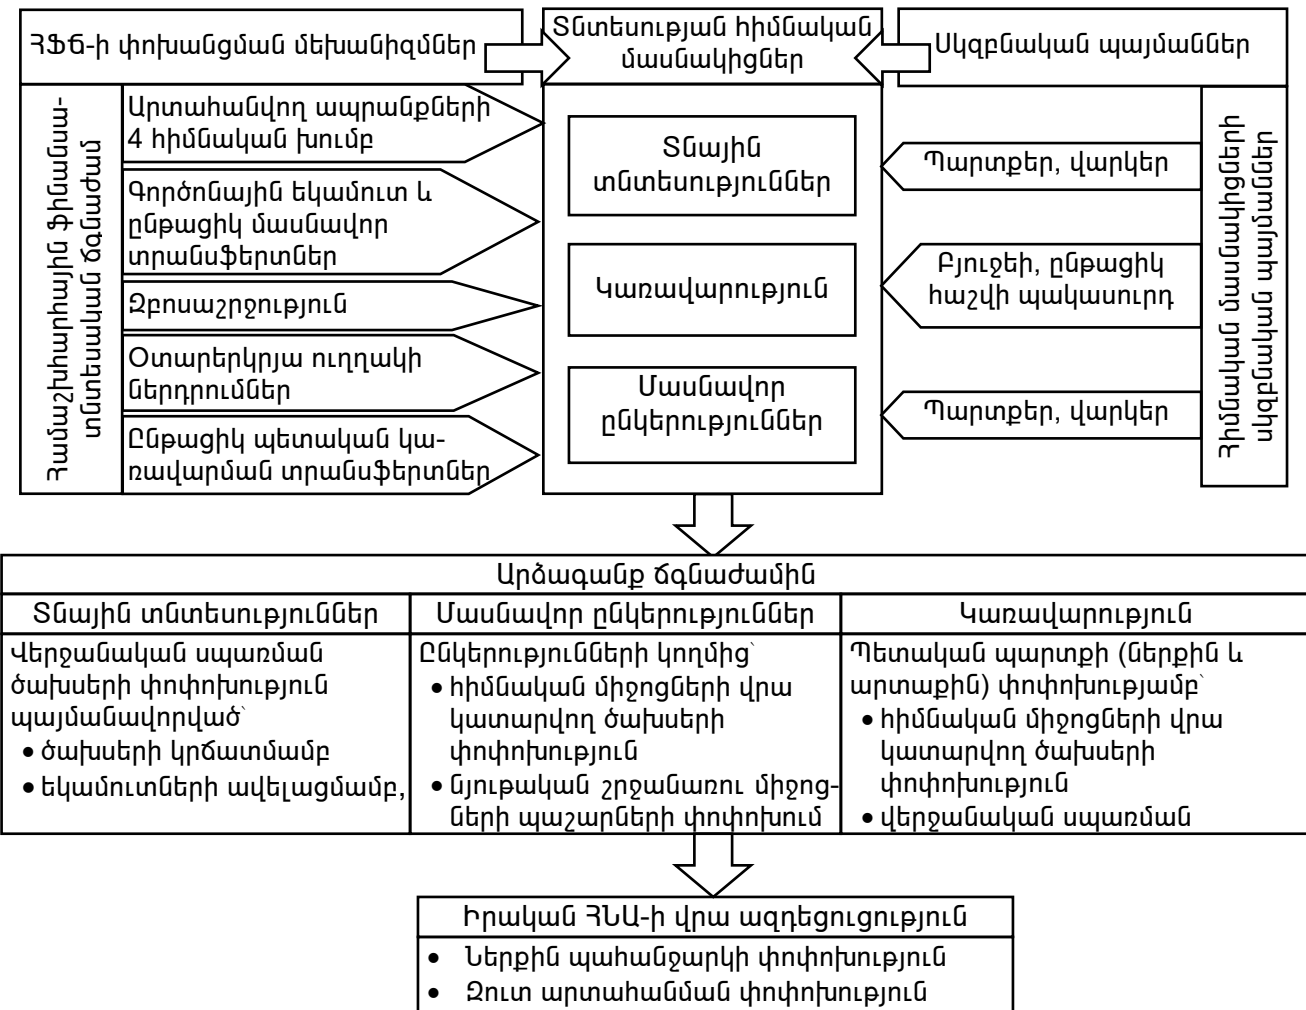 ՀՖՃ-ի փոխանցման մեխանիզմներ
Տնտեսության հիմնական
մասնակիցներ
Սկզբնական պայմաններ
Համաշխարհային ֆինանսա-
տնտեսական ճգնաժամ
Արտահանվող ապրանքների
4 հիմնական խումբ
Գործոնային եկամուտ և
ընթացիկ մասնավոր
տրանսֆերտներ
Զբոսաշրջություն
Օտարերկրյա ուղղակի
ներդրումներ
Ընթացիկ պետական կա-
ռավարման տրանսֆերտներ
Տնային
տնտեսություններ
Կառավարություն
Մասնավոր
ընկերություններ
Պարտքեր, վարկեր
Բյուջեի, ընթացիկ
հաշվի պակասուրդ
Պարտքեր, վարկեր
Հիմնական մասնակիցների
սկզբնական պայմաններ
Արձագանք ճգնաժամին
Տնային տնտեսություններ
Մասնավոր ընկերություններ
Կառավարություն
Վերջանական սպառման
ծախսերի փոփոխություն
պայմանավորված՝
• ծախսերի կրճատմամբ
• եկամուտների ավելացմամբ,
Ընկերությունների կողմից՝
• հիմնական միջոցների վրա
կատարվող ծախսերի
փոփոխություն
• նյութական շրջանառու միջոց-
ների պաշարների փոփոխում
Պետական պարտքի (ներքին և
արտաքին) փոփոխությամբ՝
• հիմնական միջոցների վրա
կատարվող ծախսերի
փոփոխություն
• վերջանական սպառման
Իրական ՀՆԱ-ի վրա ազդեցուցություն
• Ներքին պահանջարկի փոփոխություն
• Զուտ արտահանման փոփոխություն